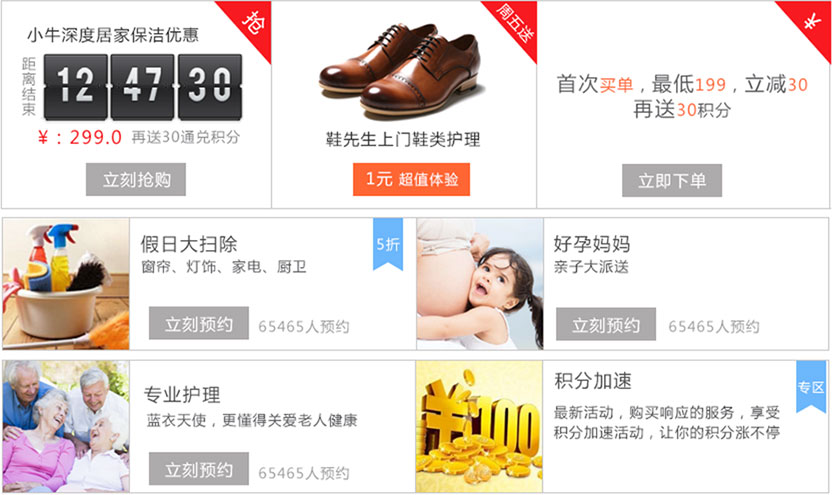 小牛深度居家保洁优惠
抢
距离结束
12 47 30
¥：299.0 再送30通兑积分
立刻抢购
周五送
鞋先生上门鞋类护理
1元 超值体验
¥
首次买单，最低199，立减30
再送30积分
立即下单
假日大扫除
5折
窗帘、灯饰、家电、厨卫
立刻预约 65465人预约
好孕妈妈
亲子大派送
立刻预约 65465人预约
专业护理
蓝衣天使，更懂得关爱老人健康
立刻预约 65465人预约
¥100
积分加速
专区
最新活动，购买响应的服务，享受
积分加速活动，让你的积分涨不停